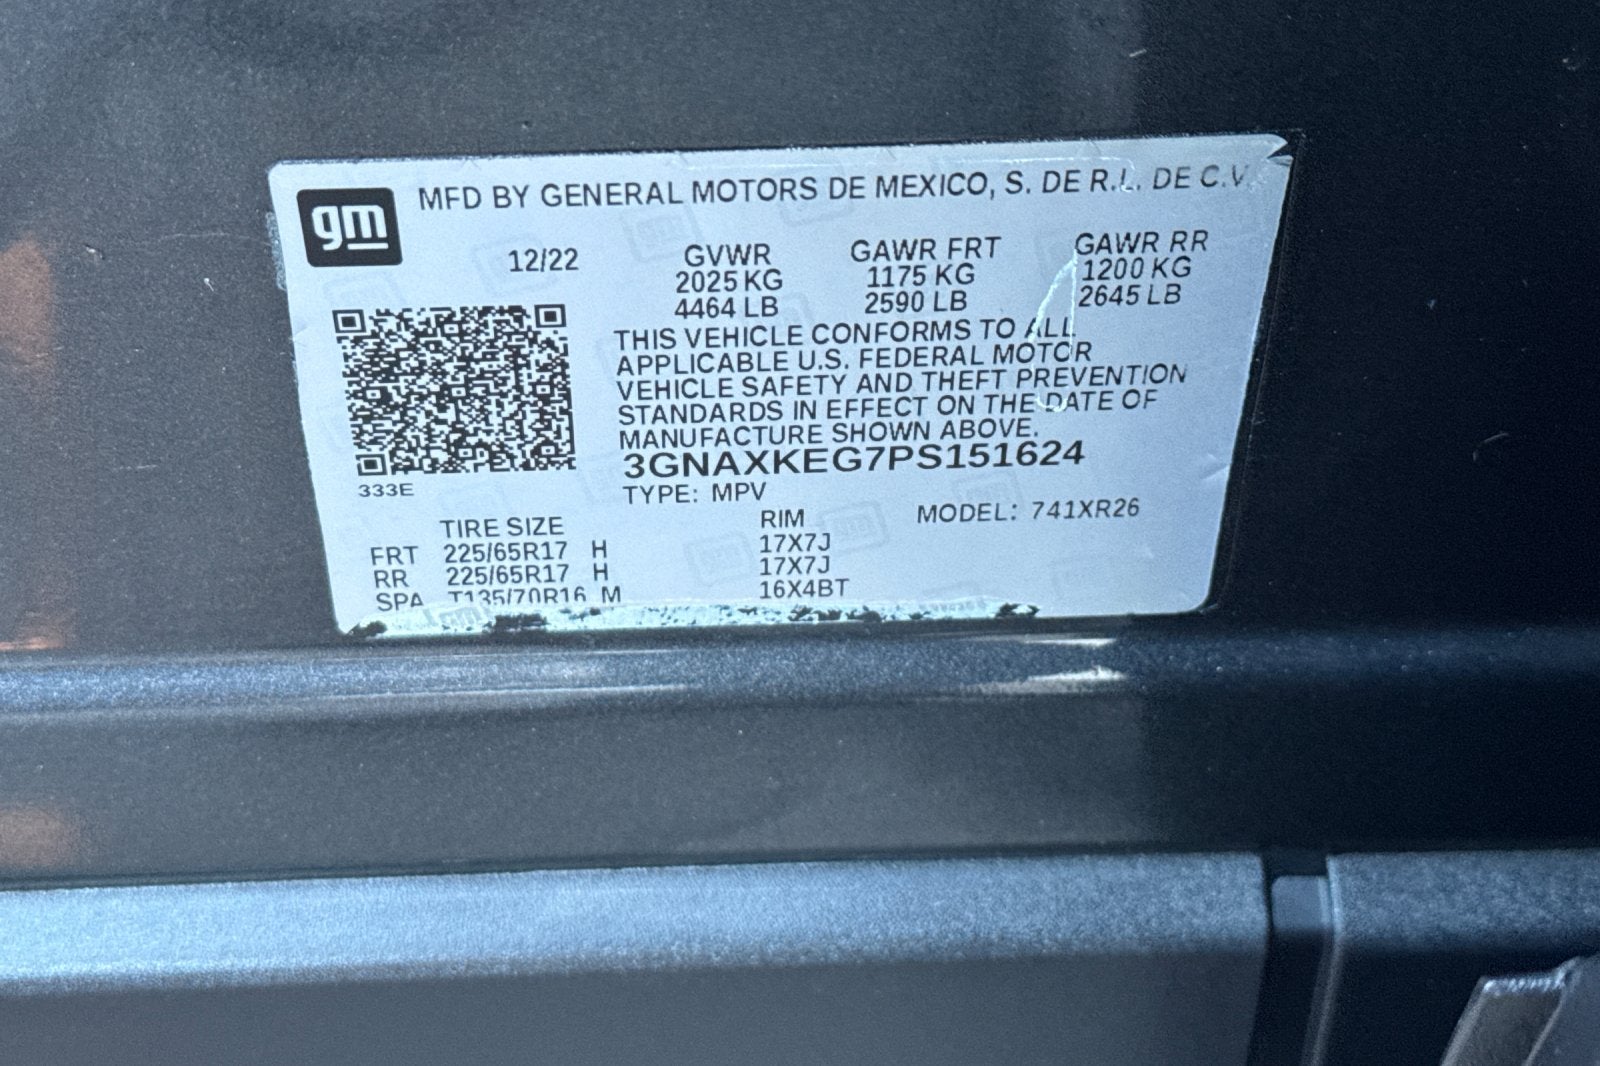 gm
MFD BY GENERAL MOTORS DE MEXICO, S. DE R.L. DE C.V.
12/22
GVWR GAWR FRT GAWR RR
2025 KG 1175 KG 1200 KG
4464 LB 2590 LB 2645 LB
THIS VEHICLE CONFORMS TO ALL
APPLICABLE U.S. FEDERAL MOTOR
VEHICLE SAFETY AND THEFT PREVENTION
STANDARDS IN EFFECT ON THE DATE OF
MANUFACTURE SHOWN ABOVE.
3GNAXKEG7PS151624
333E
TYPE: MPV
MODEL: 741XR26
TIRE SIZE RIM
FRT 225/65R17 H 17X7J
RR 225/65R17 H 17X7J
SPA T135/70R16 M 16X4BT